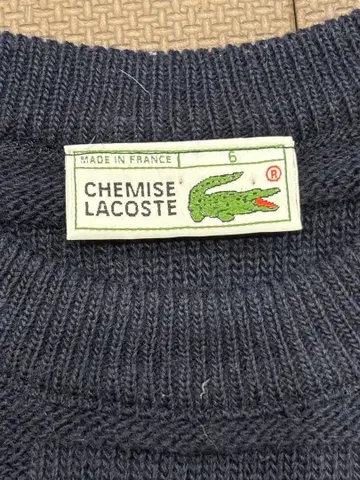 MADE IN FRANCE 6
CHEMISE
LACOSTE
®